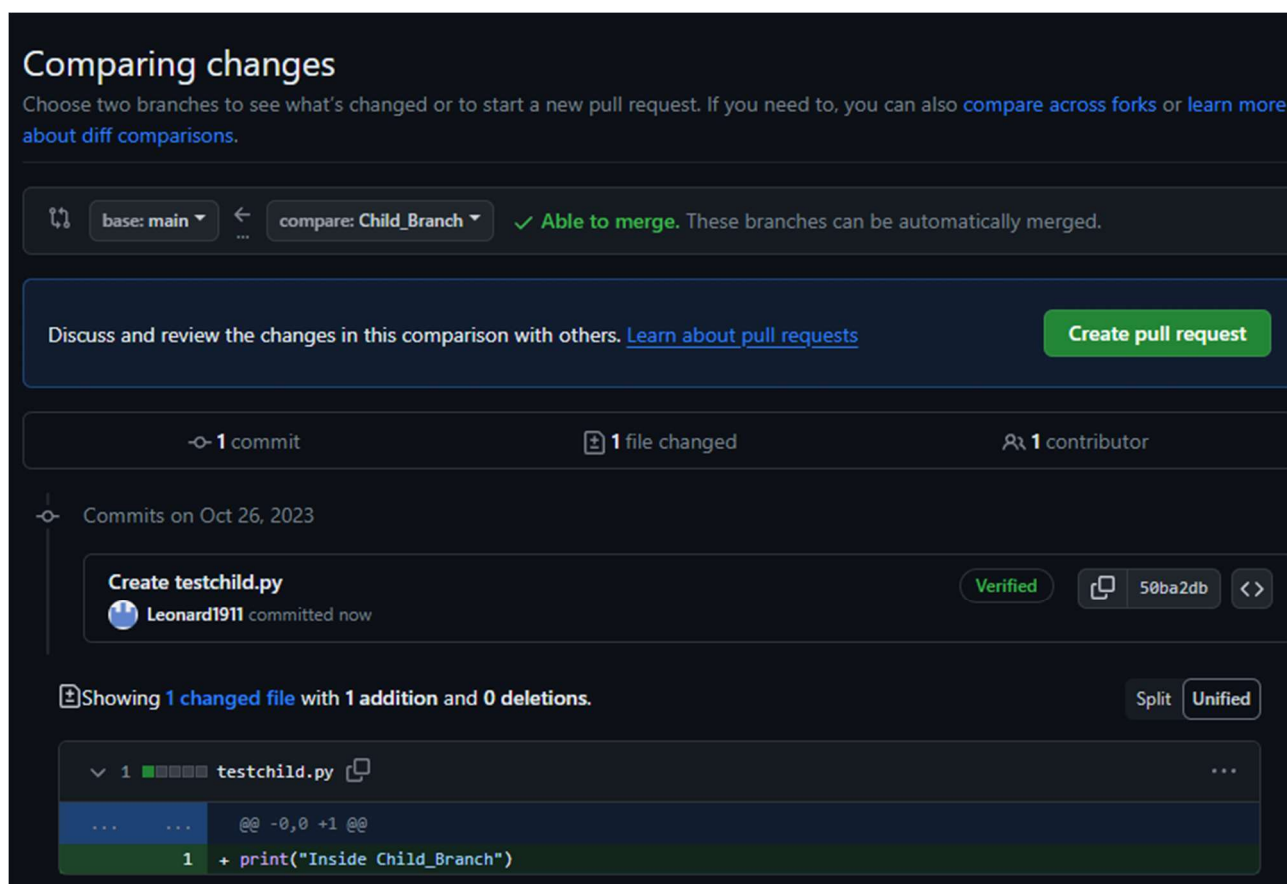 Comparing changes
Choose two branches to see what's changed or to start a new pull request. If you need to, you can also compare across forks or learn more
about diff comparisons.
base: main ← compare: Child_Branch ✓ Able to merge. These branches can be automatically merged.
...
Discuss and review the changes in this comparison with others. Learn about pull requests Create pull request
1 commit 1 file changed 1 contributor
Commits on Oct 26, 2023
Create testchild.py Verified 50ba2db <>
Leonard1911 committed now
Showing 1 changed file with 1 addition and 0 deletions. Split Unified
1 testchild.py ...
... ... @@ -0,0 +1 @@
1 + print("Inside Child_Branch")